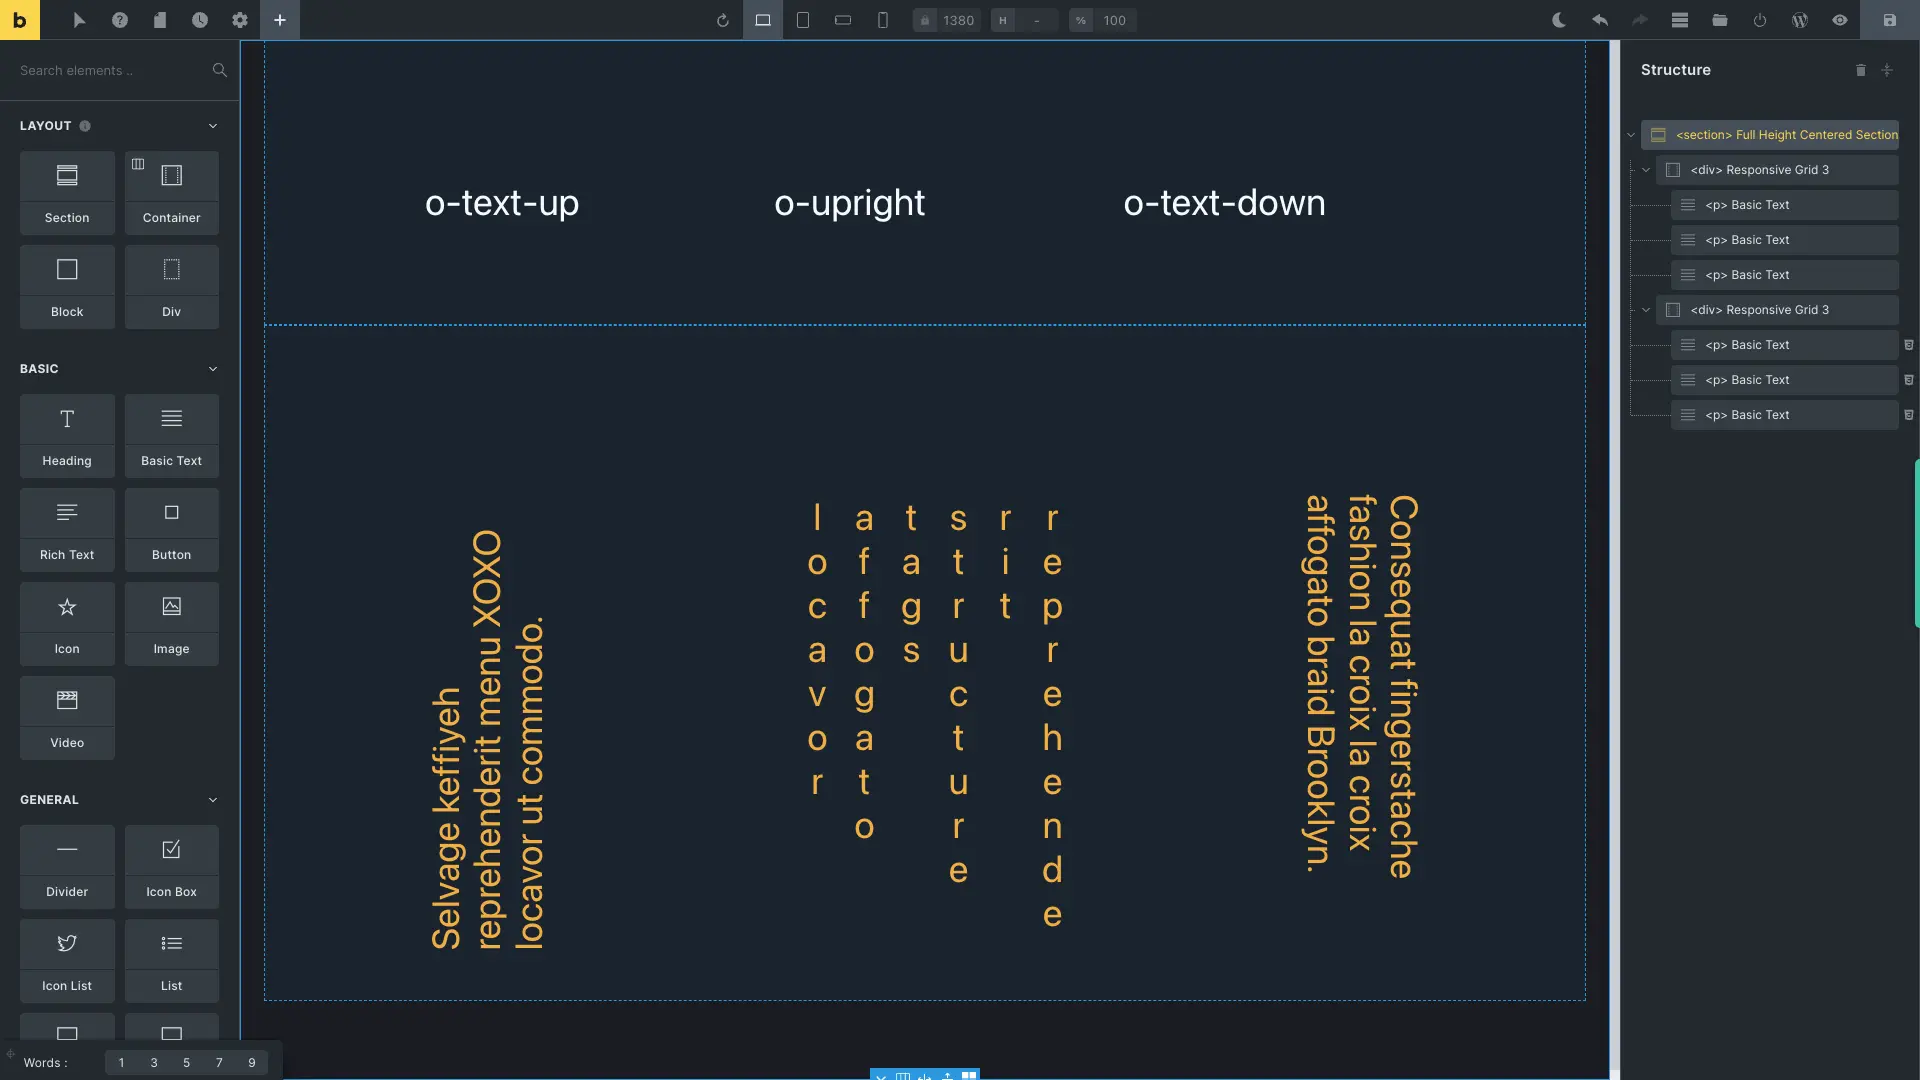 b
1380
H
-
%
100
Search elements ..
LAYOUT
Section
Container
Block
Div
BASIC
Heading
Basic Text
Rich Text
Button
Icon
Image
Video
GENERAL
Divider
Icon Box
Icon List
List
Words :
1 3 5 7 9
o-text-up
o-upright
o-text-down
Selvage keffiyeh
reprehenderit menu XOXO
locavor ut commodo.
reprehende
rit
structure
tags
affogato
locavor
Consequat fingerstache
fashion la croix la croix
affogato braid Brooklyn.
Structure
<section> Full Height Centered Section
<div> Responsive Grid 3
<p> Basic Text
<p> Basic Text
<p> Basic Text
<div> Responsive Grid 3
<p> Basic Text
<p> Basic Text
<p> Basic Text